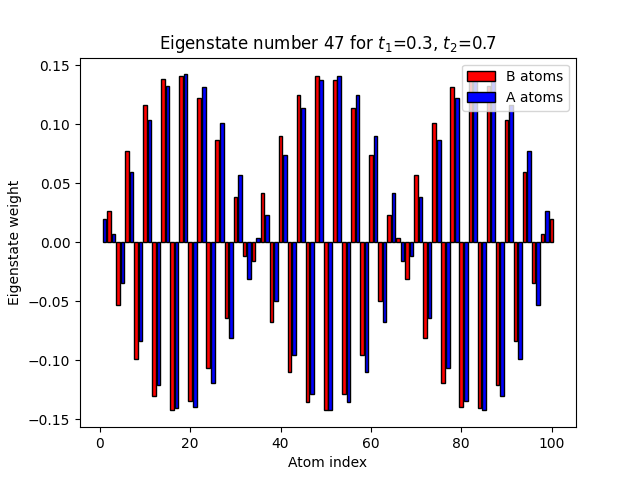 Eigenstate number 47 for t₁=0.3, t₂=0.7
B atoms
A atoms
Eigenstate weight
0.15
0.10
0.05
0.00
−0.05
−0.10
−0.15
0
20
40
60
80
100
Atom index